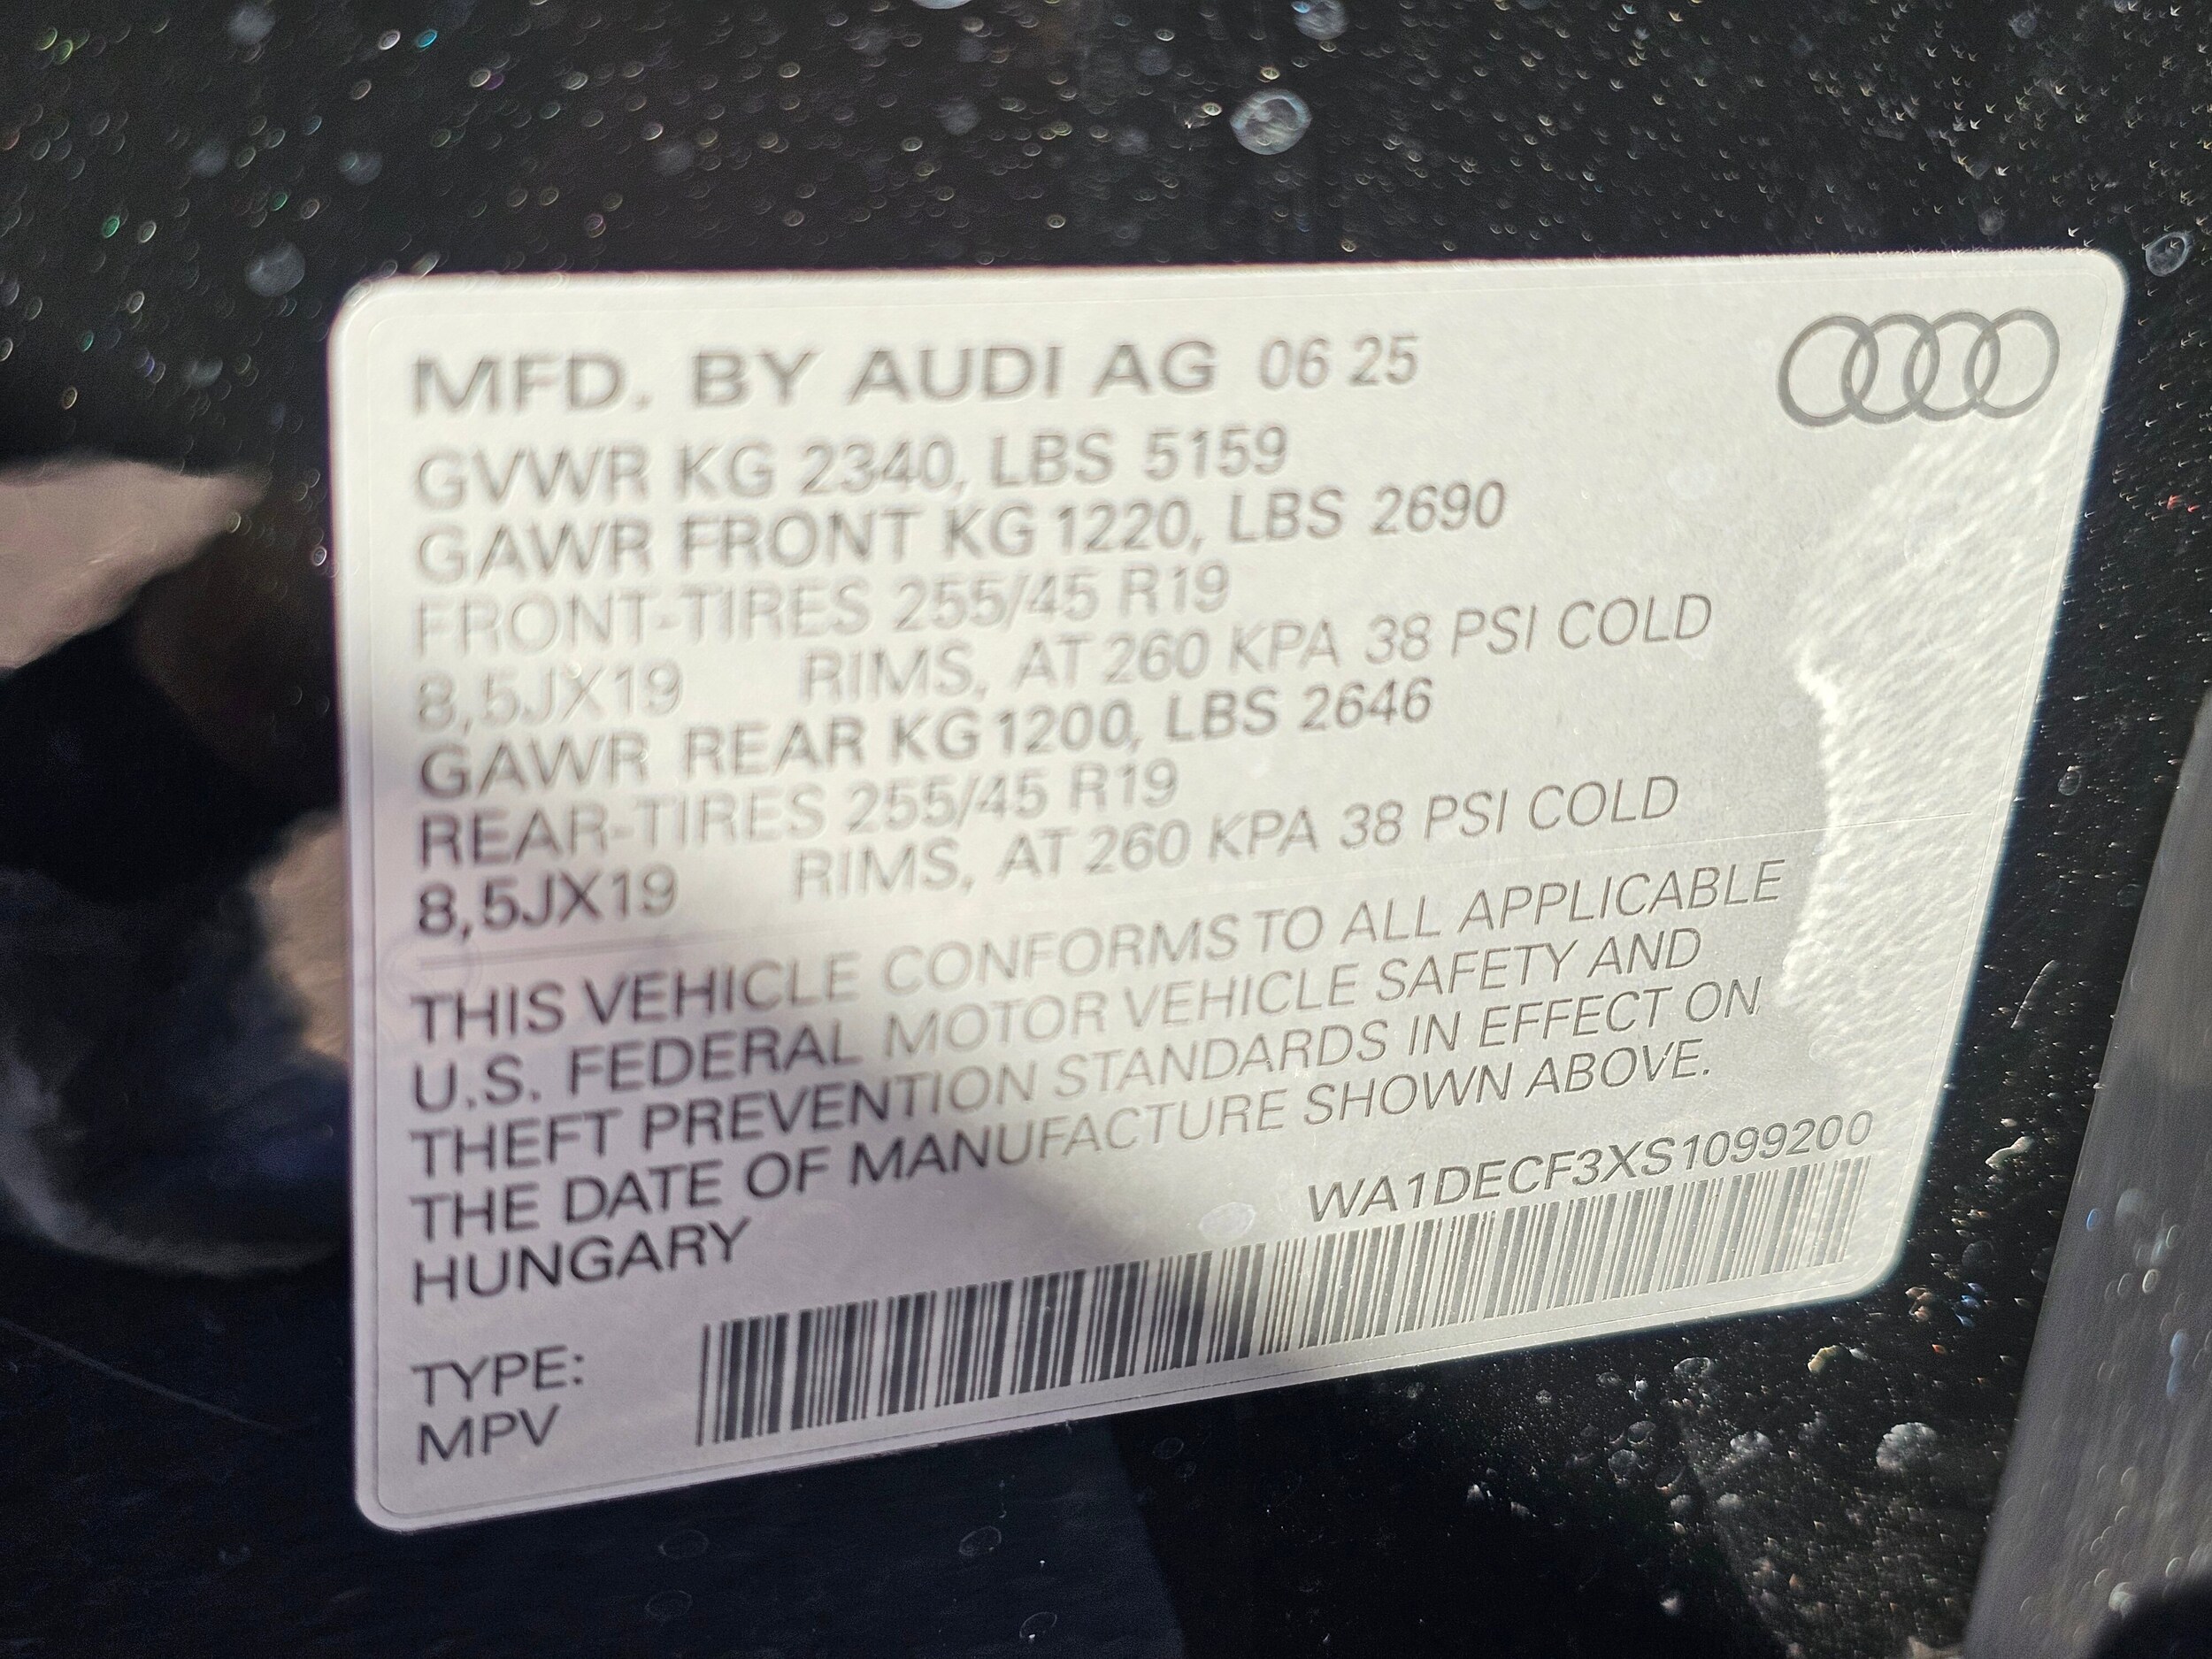 MFD. BY AUDI AG 06 25
GVWR KG 2340, LBS 5159
GAWR FRONT KG 1220, LBS 2690
FRONT-TIRES 255/45 R19
8,5JX19 RIMS, AT 260 KPA 38 PSI COLD
GAWR REAR KG 1200, LBS 2646
REAR-TIRES 255/45 R19
8,5JX19 RIMS, AT 260 KPA 38 PSI COLD
THIS VEHICLE CONFORMS TO ALL APPLICABLE
U.S. FEDERAL MOTOR VEHICLE SAFETY AND
THEFT PREVENTION STANDARDS IN EFFECT ON
THE DATE OF MANUFACTURE SHOWN ABOVE.
HUNGARY
WA1DECF3XS1099200
TYPE:
MPV